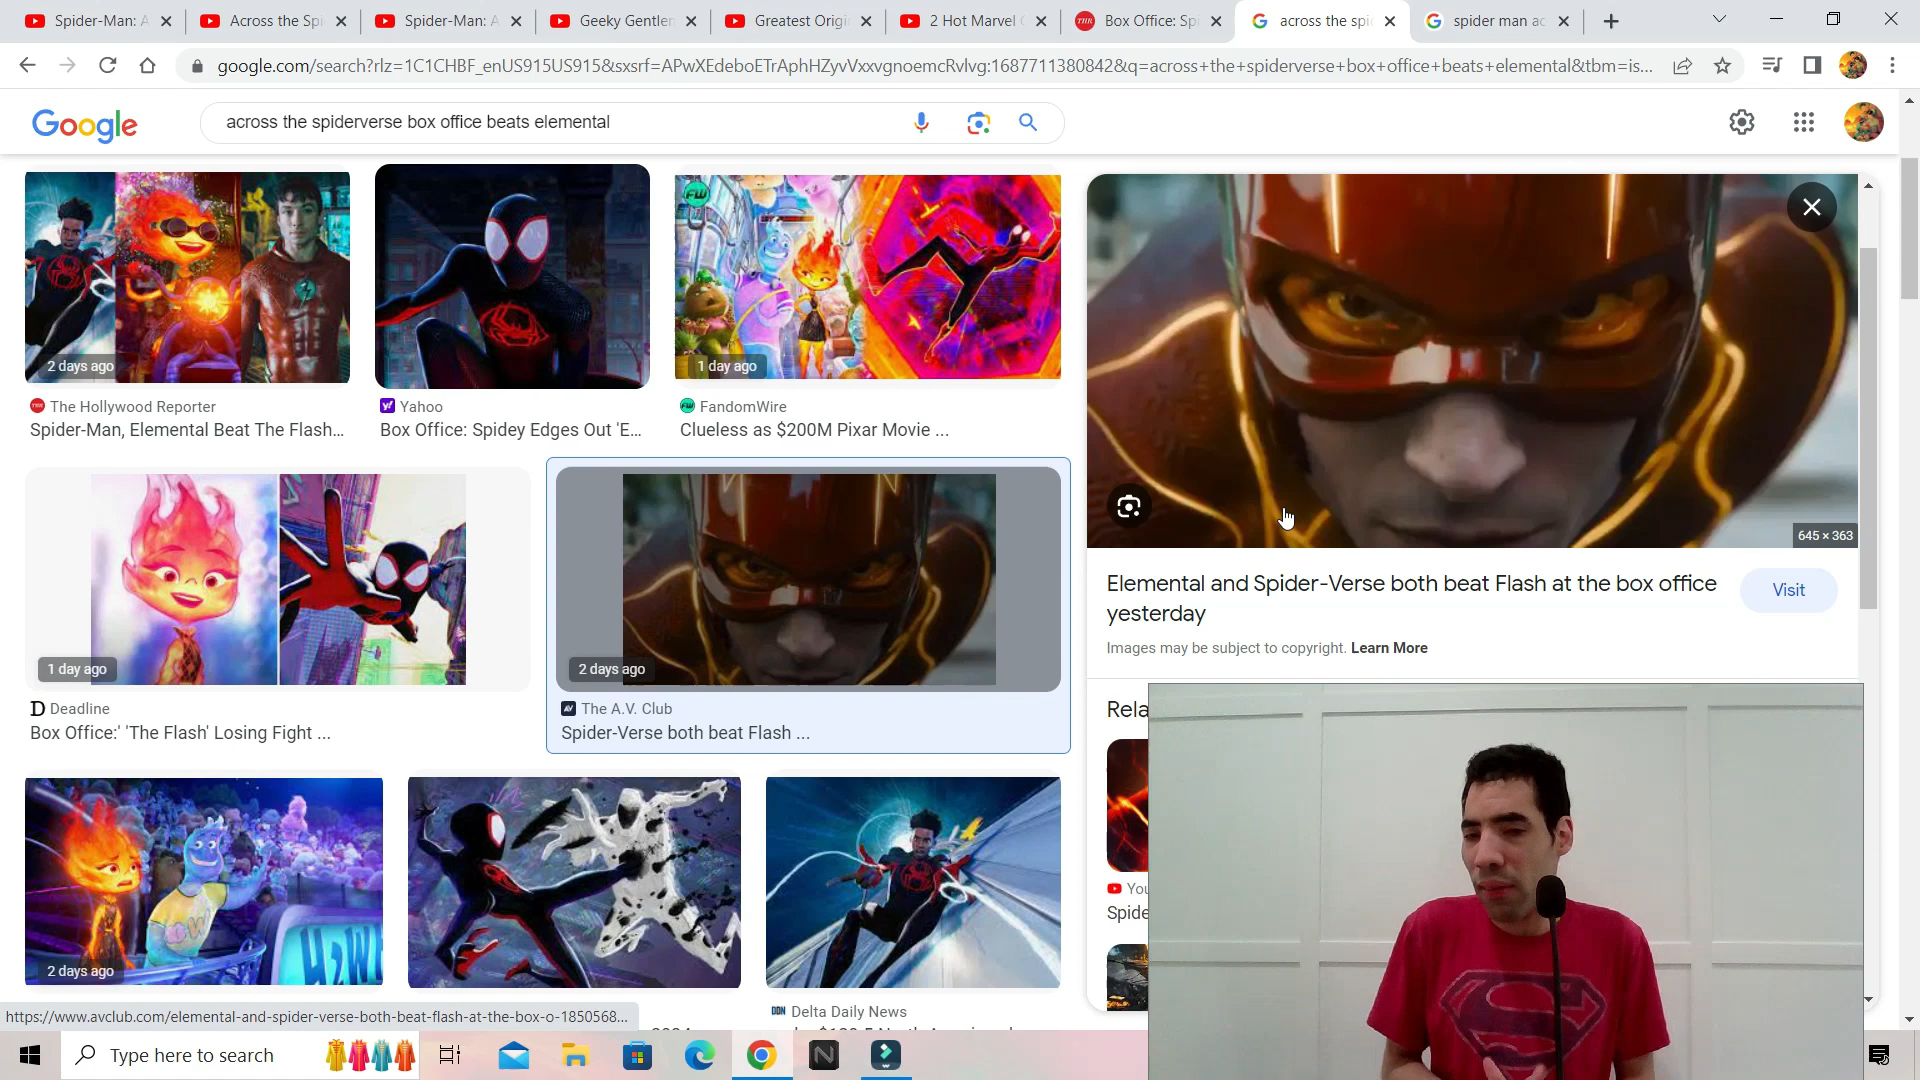 Spider-Man: A
Across the Spi
Spider-Man: A
Geeky Gentlen
Greatest Origi
2 Hot Marvel
Box Office: Sp
across the spi
spider man ac
google.com/search?rlz=1C1CHBF_enUS915US915&sxsrf=APwXEdeboETrAphHZyvVxxvgnoemcRvlvg:1687711380842&q=across+the+spiderverse+box+office+beats+elemental&tbm=is...
Google
across the spiderverse box office beats elemental
2 days ago
FW
1 day ago
The Hollywood Reporter
Spider-Man, Elemental Beat The Flash...
Yahoo
Box Office: Spidey Edges Out 'E...
FandomWire
Clueless as $200M Pixar Movie ...
645 × 363
Elemental and Spider-Verse both beat Flash at the box office
yesterday
Visit
Images may be subject to copyright. Learn More
1 day ago
2 days ago
Deadline
Box Office:' 'The Flash' Losing Fight ...
The A.V. Club
Spider-Verse both beat Flash ...
Rela
You
Spide
2 days ago
Delta Daily News
https://www.avclub.com/elemental-and-spider-verse-both-beat-flash-at-the-box-o-1850568...
Type here to search